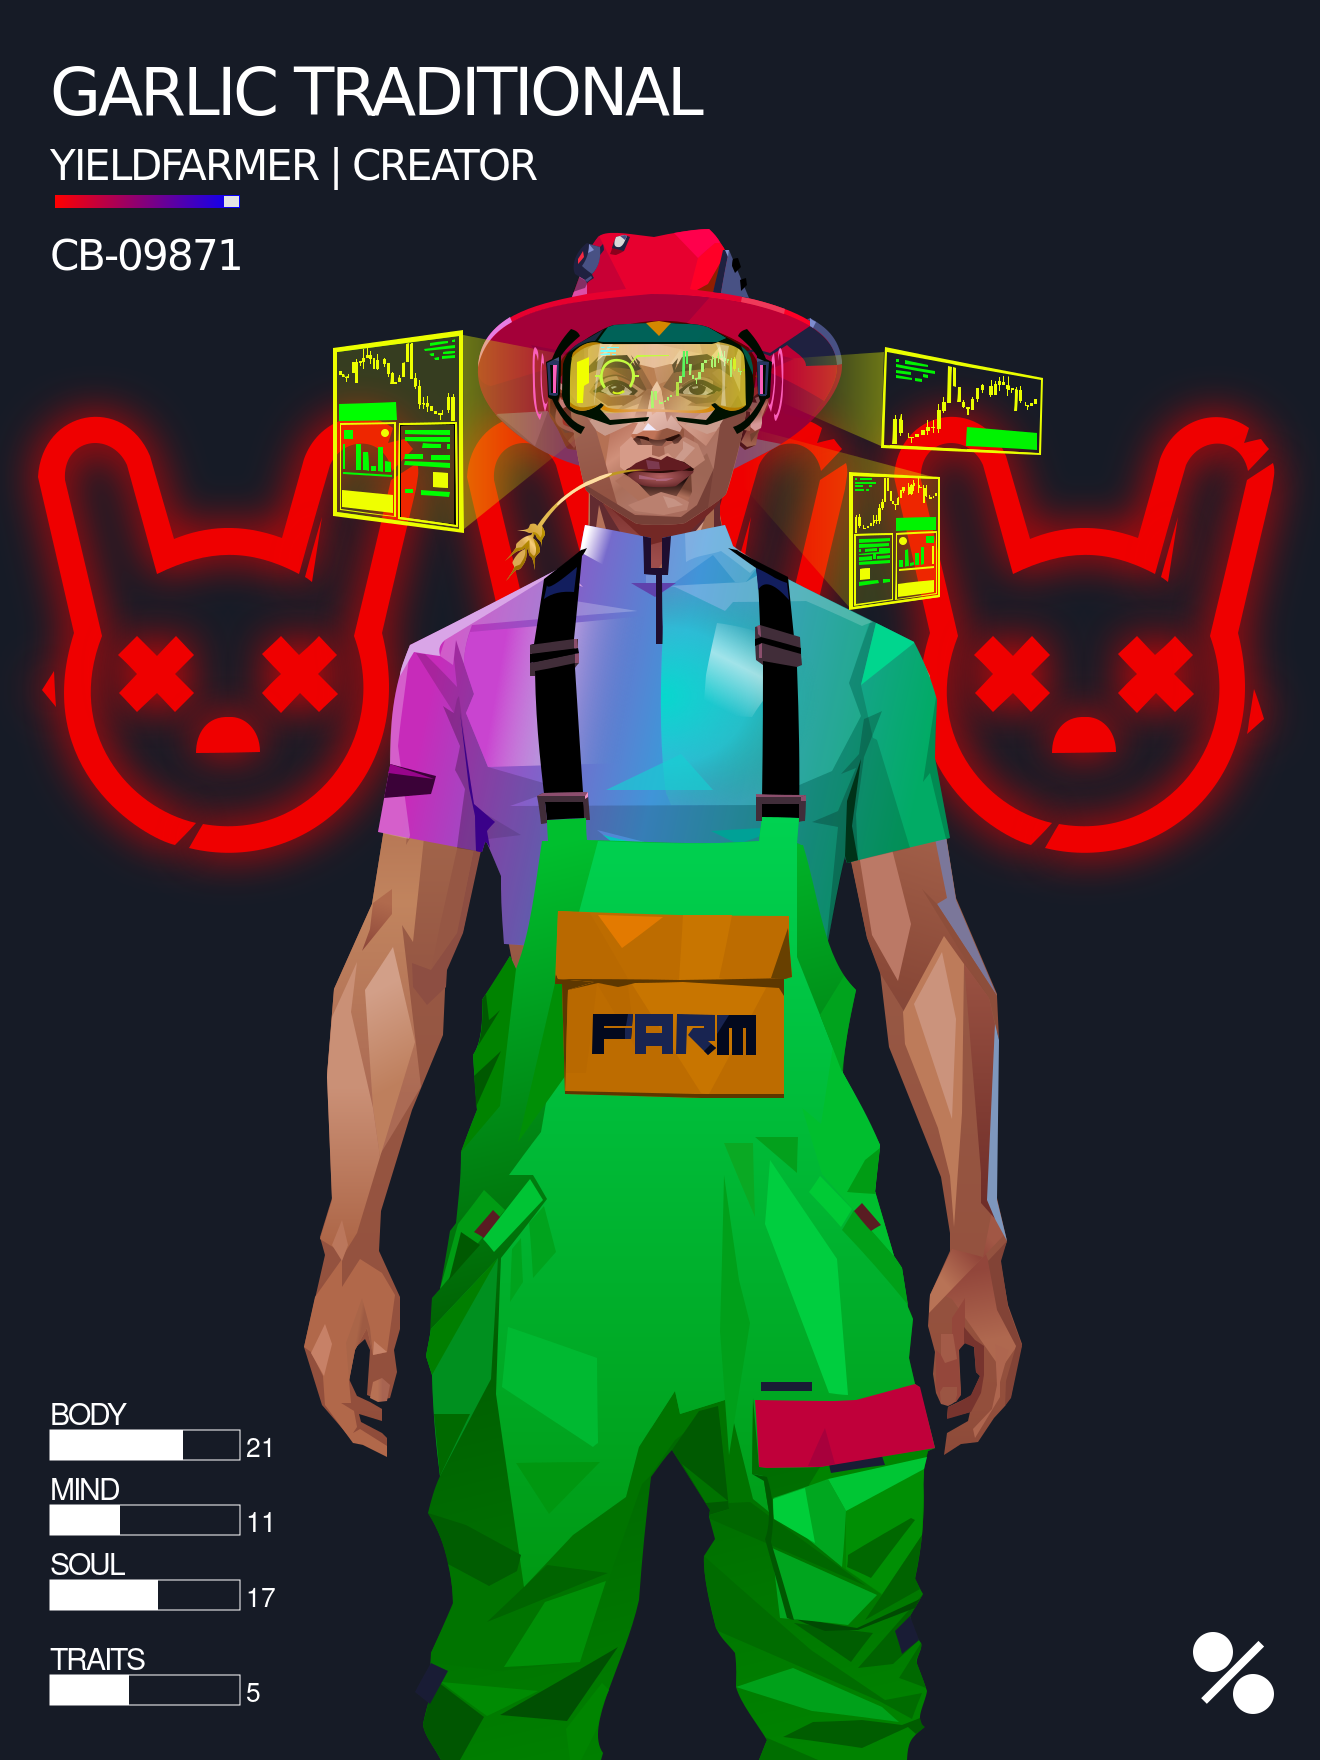 GARLIC TRADITIONAL
YIELDFARMER | CREATOR
CB-09871
FARM
BODY
21
MIND
11
SOUL
17
TRAITS
5